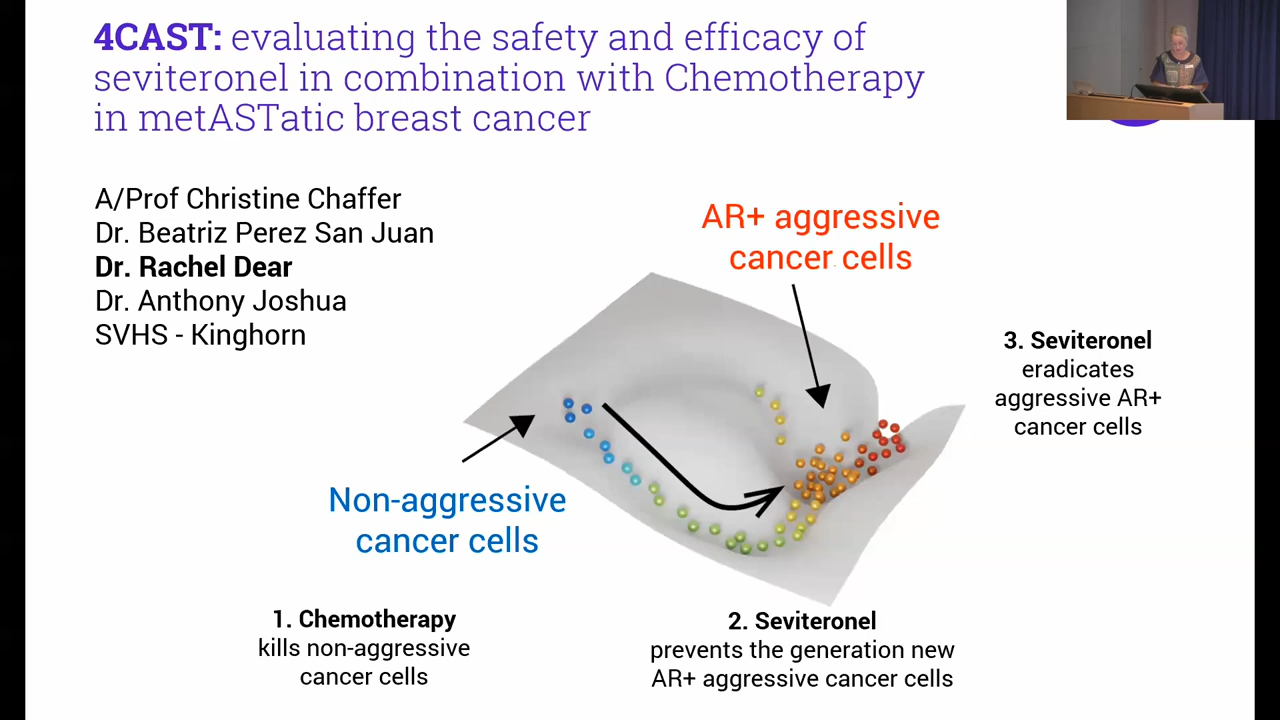 4CAST: evaluating the safety and efficacy of
seviteronel in combination with Chemotherapy
in metASTatic breast cancer
A/Prof Christine Chaffer
Dr. Beatriz Perez San Juan
Dr. Rachel Dear
Dr. Anthony Joshua
SVHS - Kinghorn
AR+ aggressive
cancer cells
Non-aggressive
cancer cells
3. Seviteronel
eradicates
aggressive AR+
cancer cells
1. Chemotherapy
kills non-aggressive
cancer cells
2. Seviteronel
prevents the generation new
AR+ aggressive cancer cells